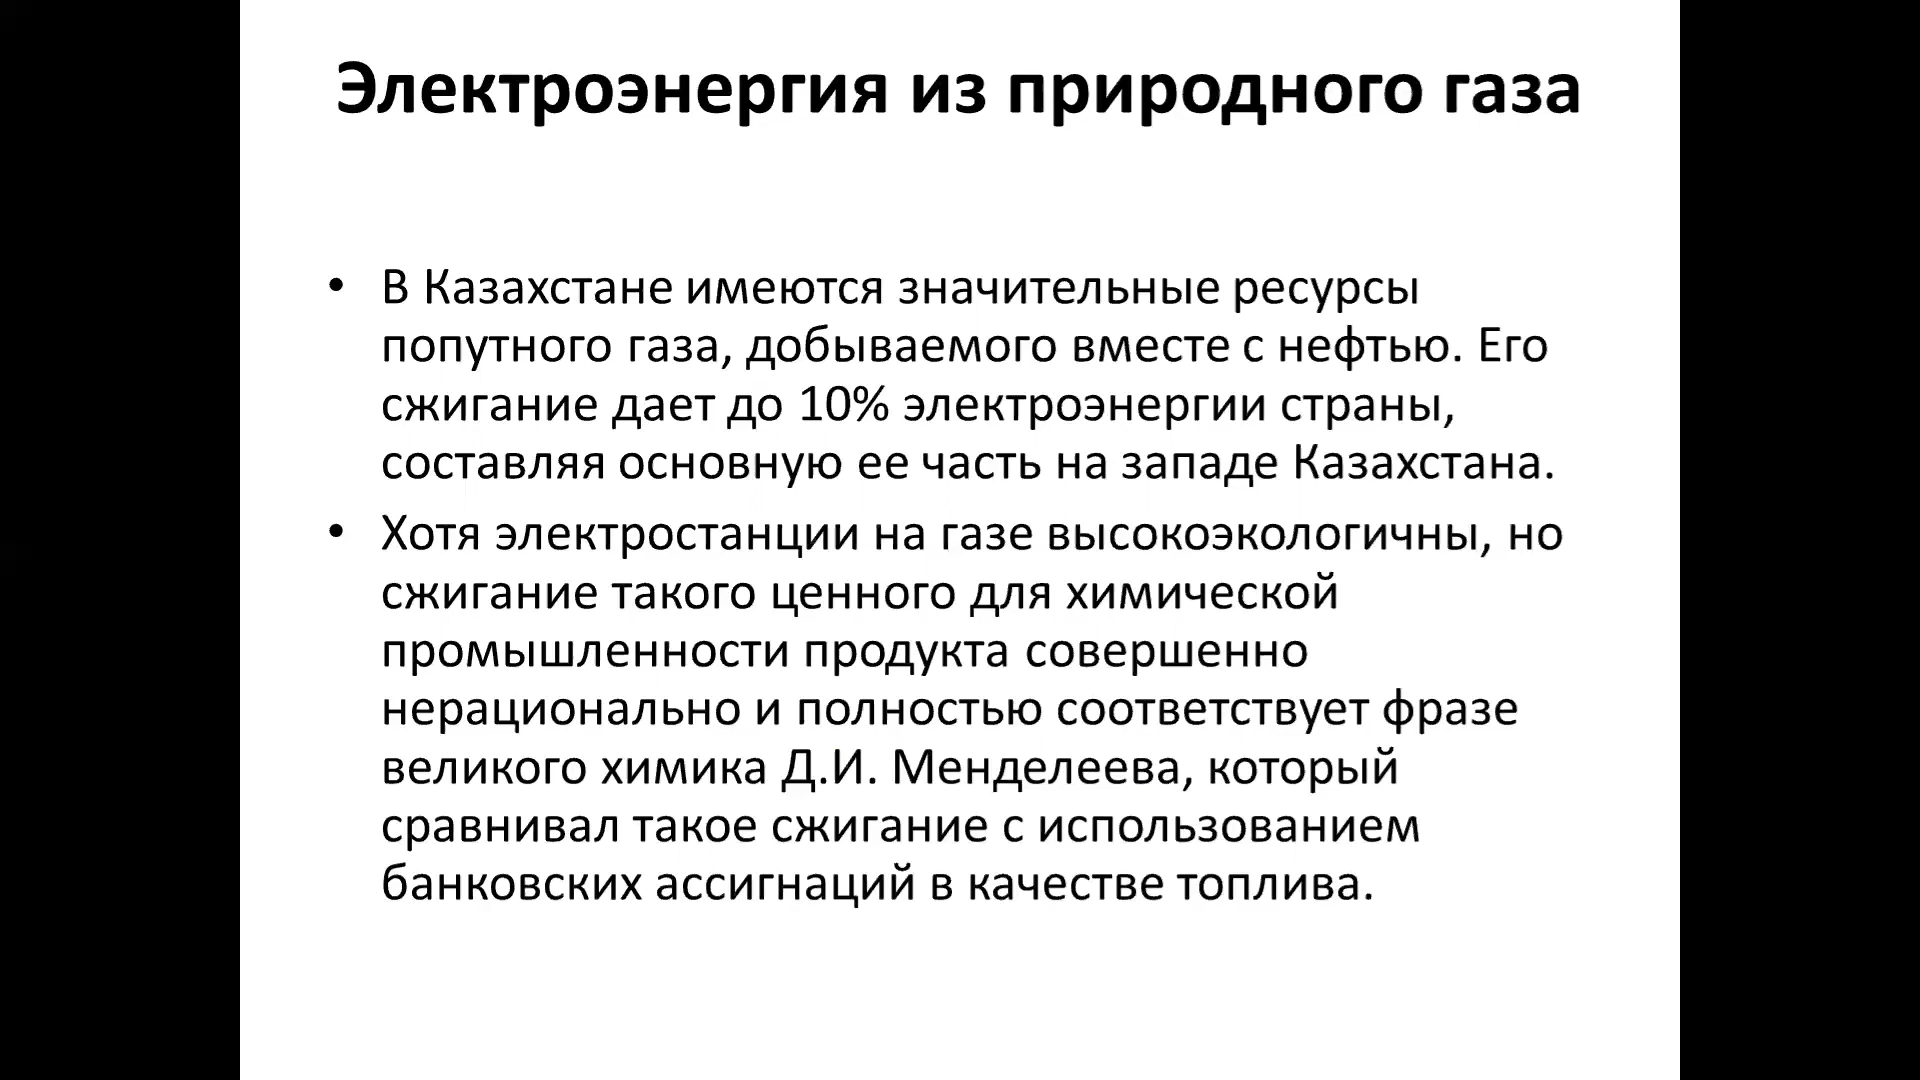 Электроэнергия из природного газа
• В Казахстане имеются значительные ресурсы
попутного газа, добываемого вместе с нефтью. Его
сжигание дает до 10% электроэнергии страны,
составляя основную ее часть на западе Казахстана.
• Хотя электростанции на газе высокоэкологичны, но
сжигание такого ценного для химической
промышленности продукта совершенно
нерационально и полностью соответствует фразе
великого химика Д.И. Менделеева, который
сравнивал такое сжигание с использованием
банковских ассигнаций в качестве топлива.